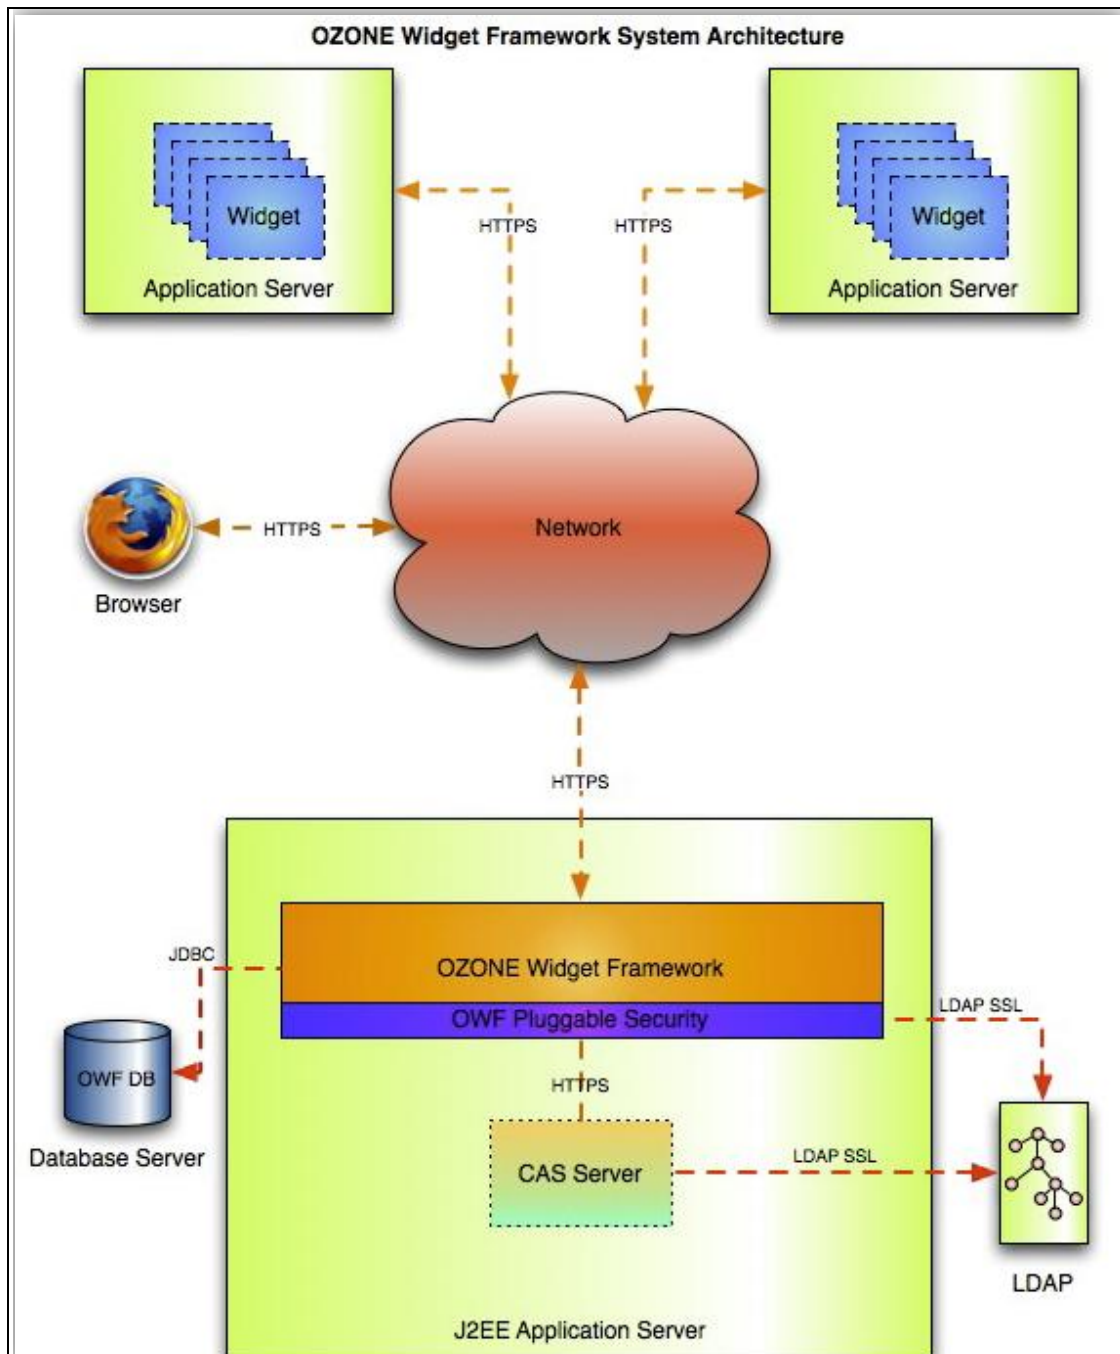 OZONE Widget Framework System Architecture
Widget
Application Server
Widget
Application Server
HTTPS
HTTPS
Network
HTTPS
Browser
HTTPS
JDBC
OZONE Widget Framework
OWF Pluggable Security
LDAP SSL
OWF DB
Database Server
HTTPS
CAS Server
LDAP SSL
LDAP
J2EE Application Server